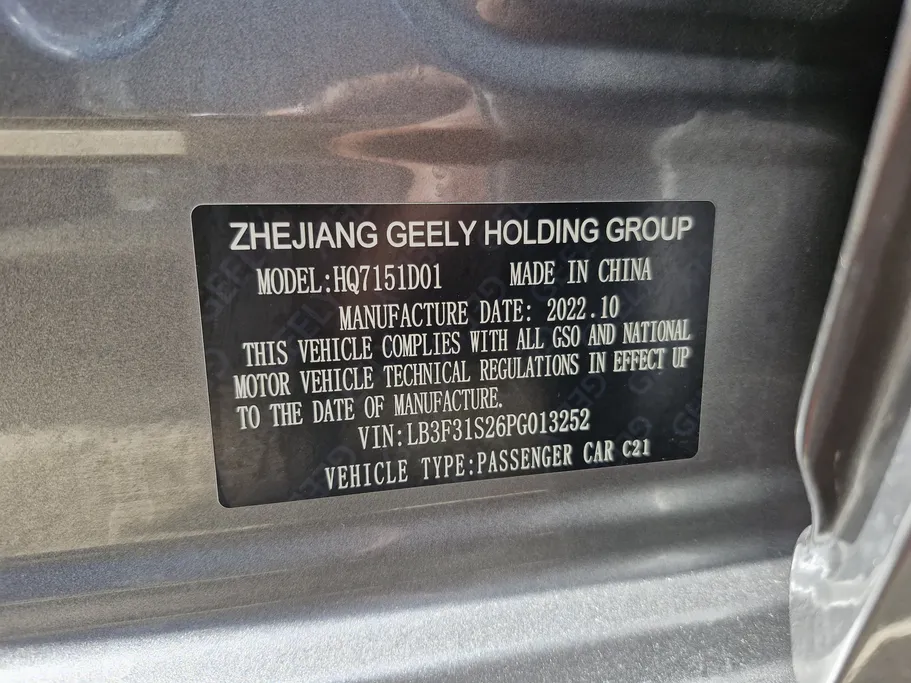 ZHEJIANG GEELY HOLDING GROUP
MODEL:HQ7151D01 MADE IN CHINA
MANUFACTURE DATE: 2022.10
THIS VEHICLE COMPLIES WITH ALL GSO AND NATIONAL
MOTOR VEHICLE TECHNICAL REGULATIONS IN EFFECT UP
TO THE DATE OF MANUFACTURE.
VIN:LB3F31S26PG013252
VEHICLE TYPE:PASSENGER CAR C21